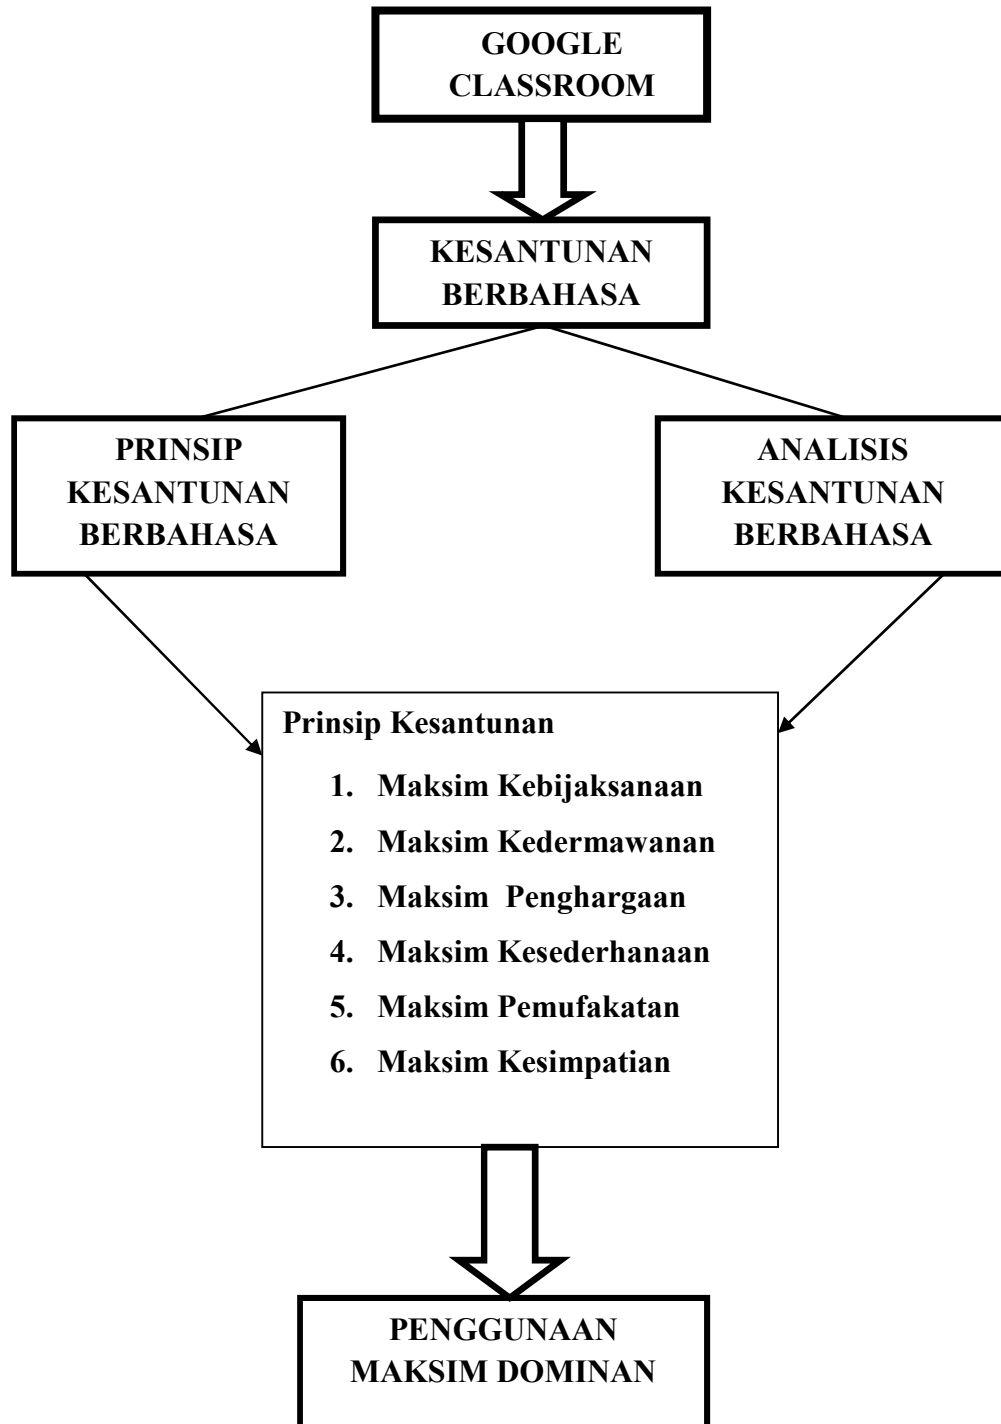 GOOGLE
CLASSROOM
KESANTUNAN
BERBAHASA
PRINSIP
KESANTUNAN
BERBAHASA
ANALISIS
KESANTUNAN
BERBAHASA
Prinsip Kesantunan
1. Maksim Kebijaksanaan
2. Maksim Kedermawanan
3. Maksim Penghargaan
4. Maksim Kesederhanaan
5. Maksim Pemufakatan
6. Maksim Kesimpatian
PENGGUNAAN
MAKSIM DOMINAN